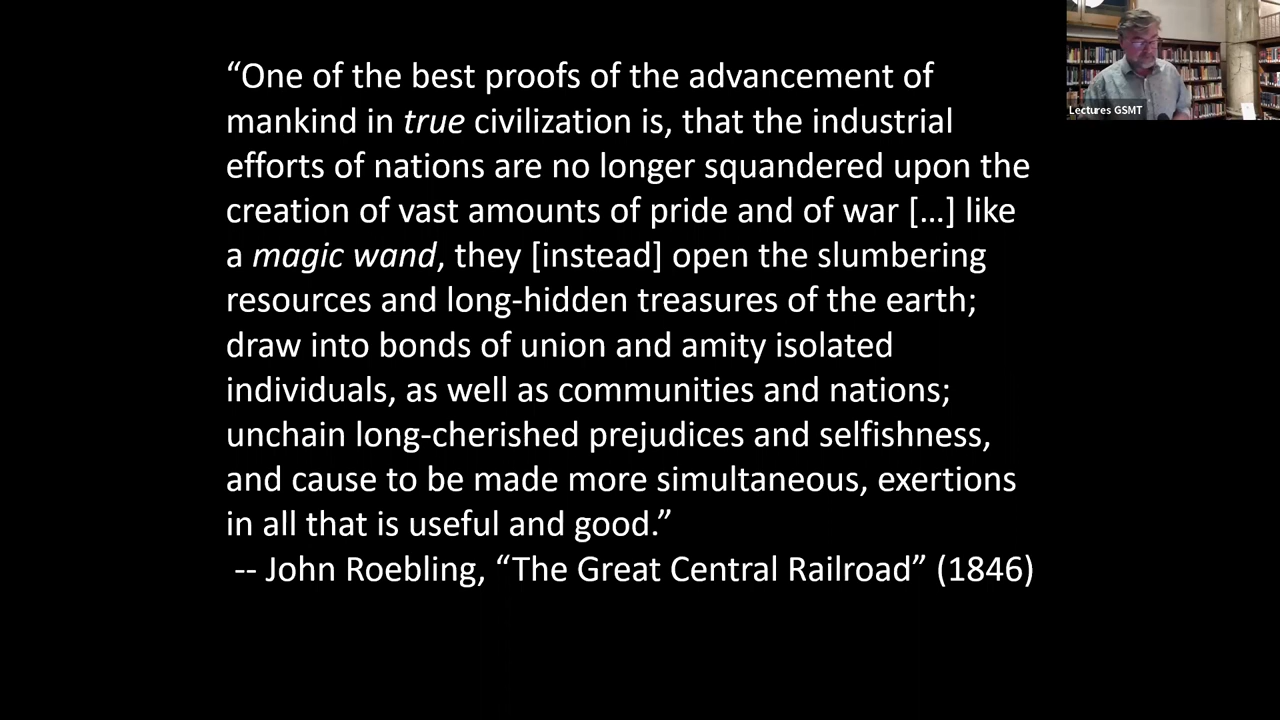 “One of the best proofs of the advancement of
mankind in true civilization is, that the industrial
efforts of nations are no longer squandered upon the
creation of vast amounts of pride and of war […] like
a magic wand, they [instead] open the slumbering
resources and long-hidden treasures of the earth;
draw into bonds of union and amity isolated
individuals, as well as communities and nations;
unchain long-cherished prejudices and selfishness,
and cause to be made more simultaneous, exertions
in all that is useful and good.”
-- John Roebling, “The Great Central Railroad” (1846)
Lectures GSMT